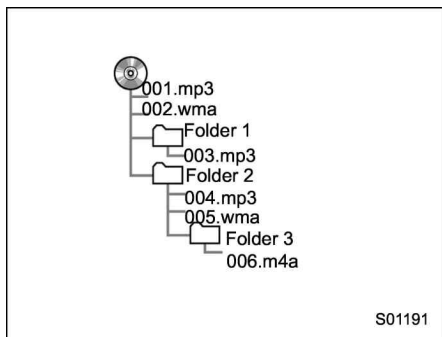 001.mp3
002.wma
Folder 1
003.mp3
Folder 2
004.mp3
005.wma
Folder 3
006.m4a
S01191